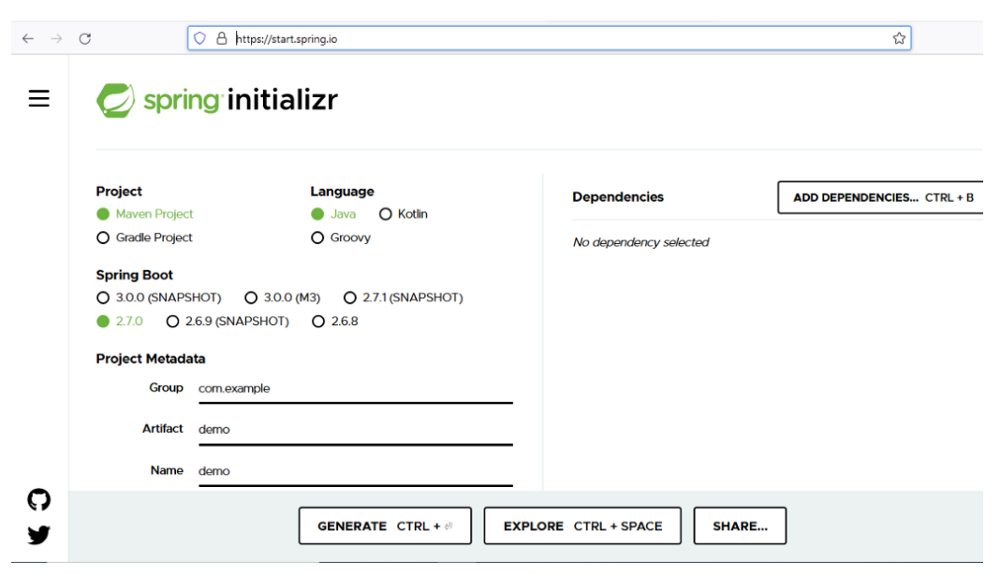 https://start.spring.io
spring initializr
Project
Maven Project
Gradle Project
Language
Java Kotlin
Groovy
Spring Boot
3.0.0 (SNAPSHOT) 3.0.0 (M3) 2.7.1 (SNAPSHOT)
2.7.0 2.6.9 (SNAPSHOT) 2.6.8
Project Metadata
Group com.example
Artifact demo
Name demo
Dependencies
ADD DEPENDENCIES... CTRL + B
No dependency selected
GENERATE CTRL + ⏎
EXPLORE CTRL + SPACE
SHARE...